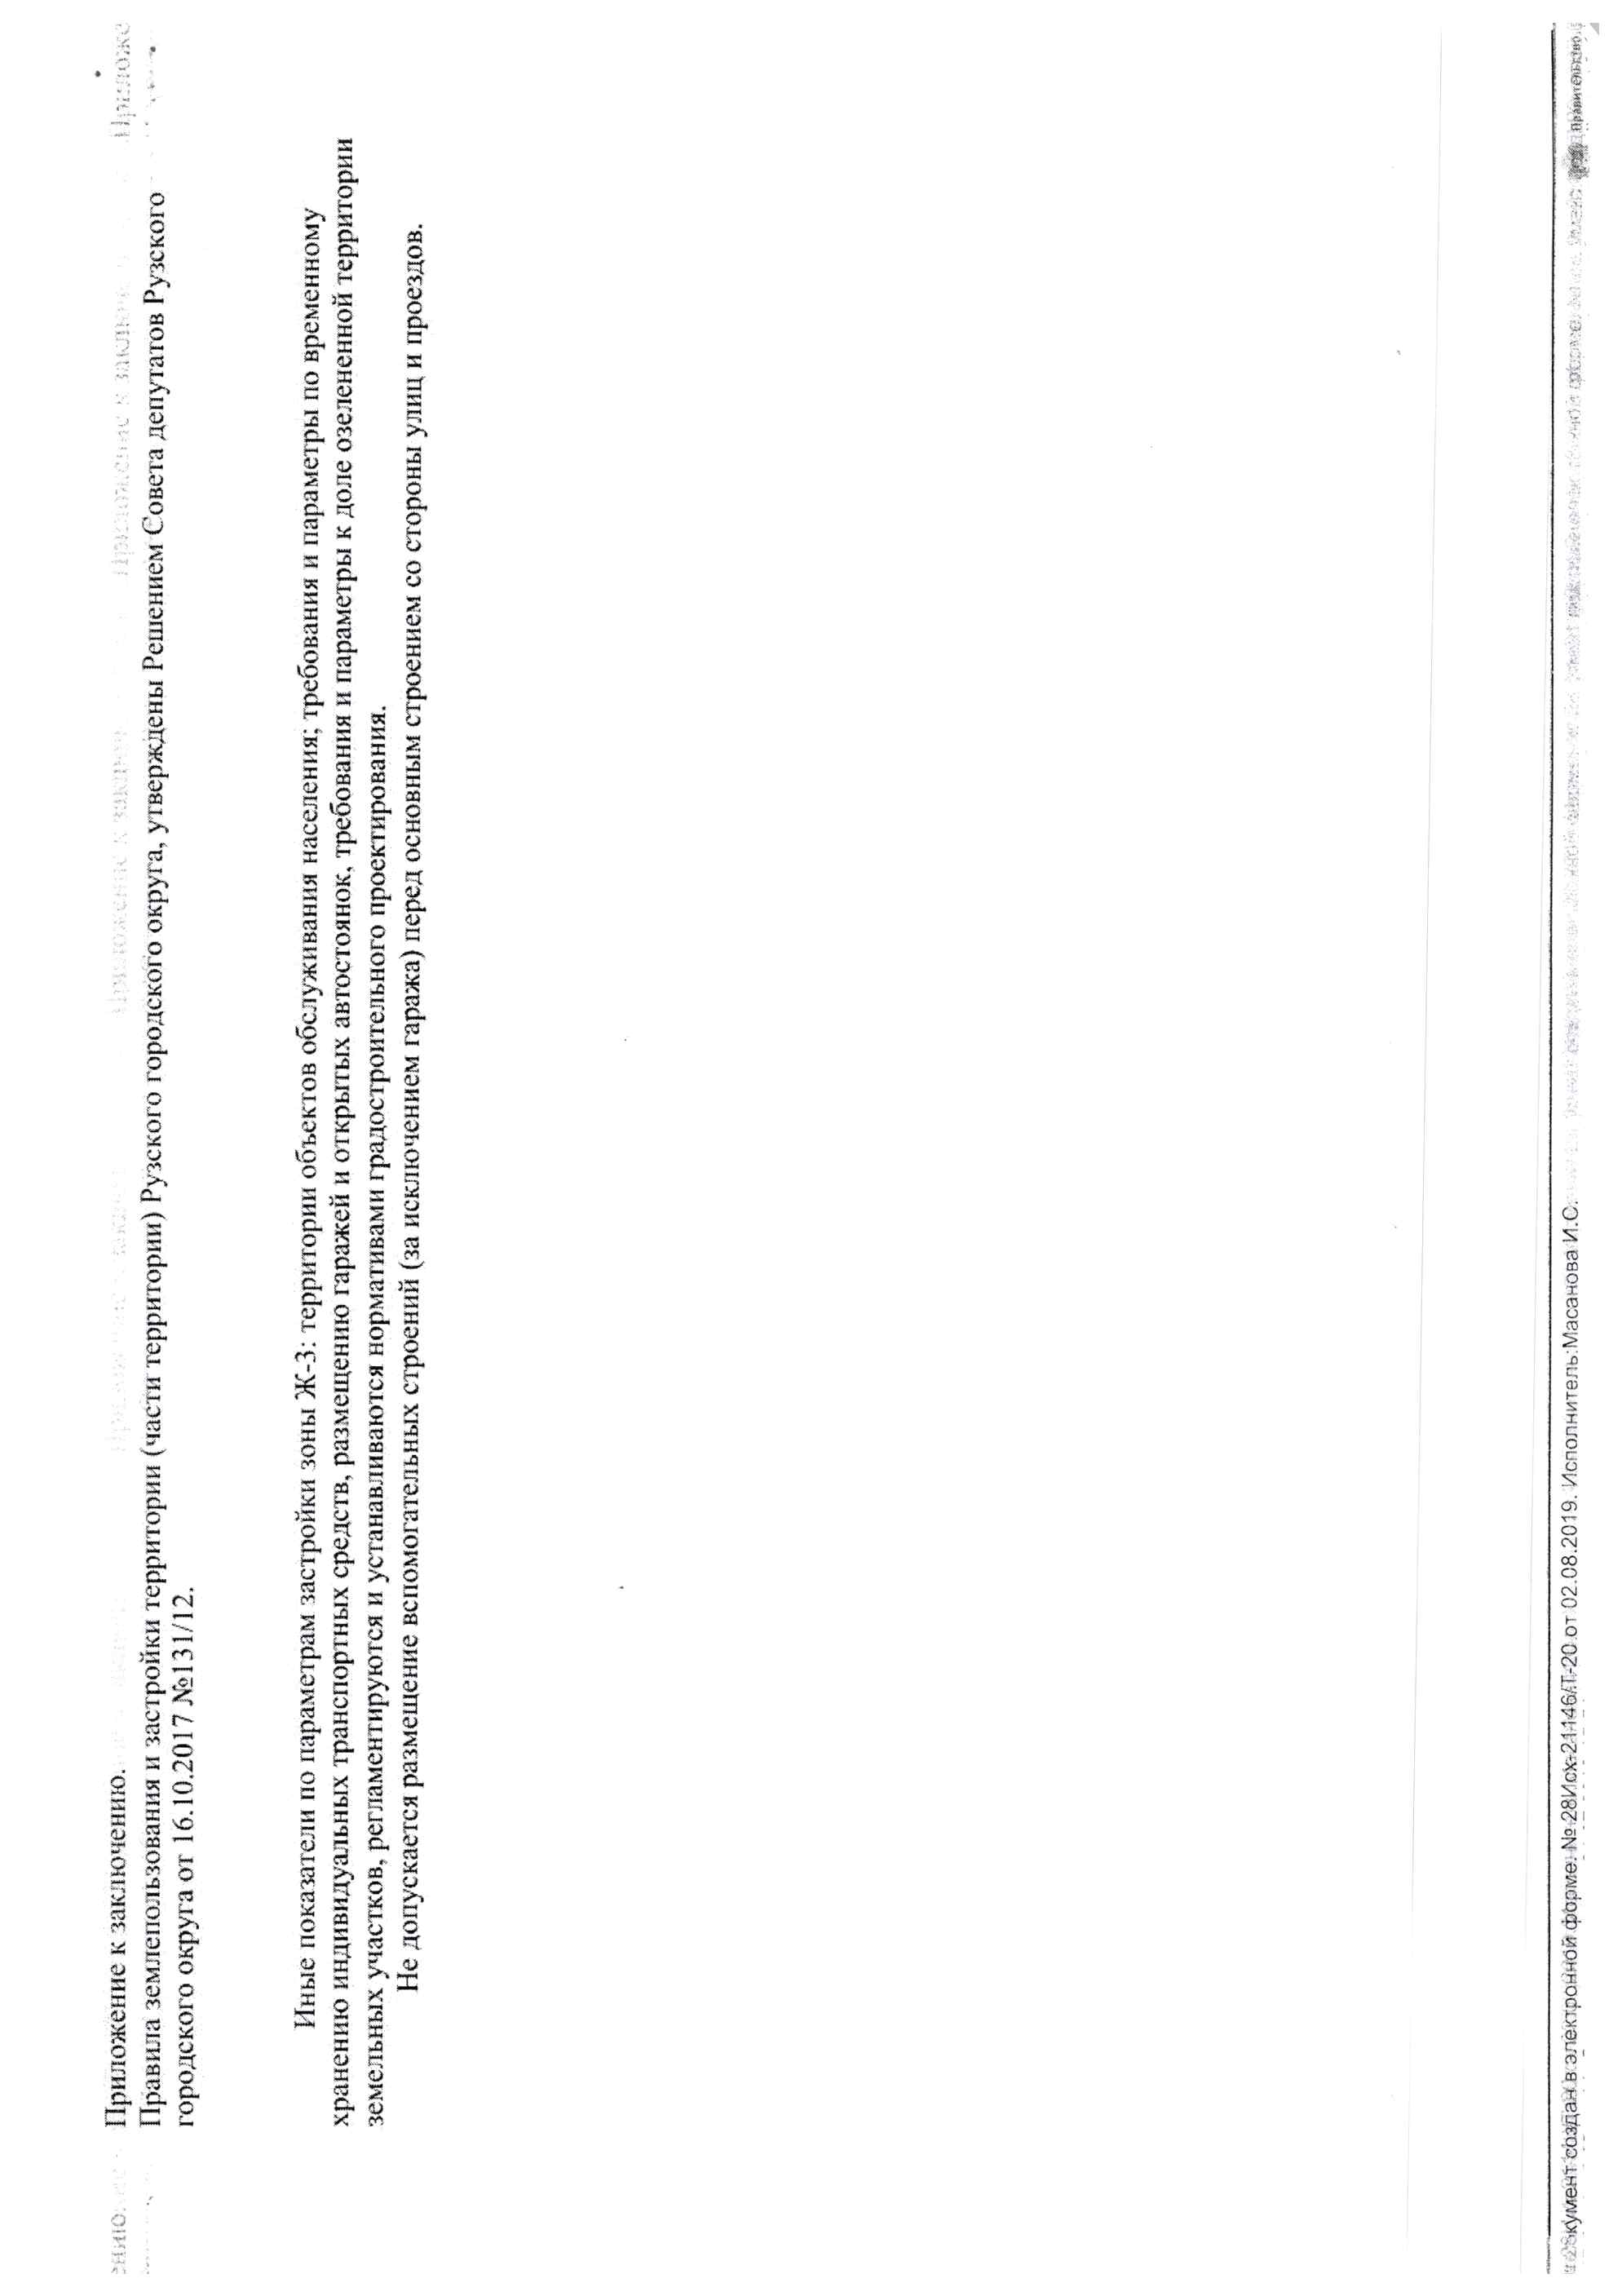 Приложение к заключению.
Правила землепользования и застройки территории (части территории) Рузского городского округа, утверждены Решением Совета депутатов Рузского
городского округа от 16.10.2017 №131/12.
Иные показатели по параметрам застройки зоны Ж-3: территории объектов обслуживания населения; требования и параметры по временному
хранению индивидуальных транспортных средств, размещению гаражей и открытых автостоянок, требования и параметры к доле озелененной территории
земельных участков, регламентируются и устанавливаются нормативами градостроительного проектирования.
Не допускается размещение вспомогательных строений (за исключением гаража) перед основным строением со стороны улиц и проездов.
кумент создан в электронной форме. № 28Исх-21146/Т-20 от 02.08.2019. Исполнитель:Масанова И.С.